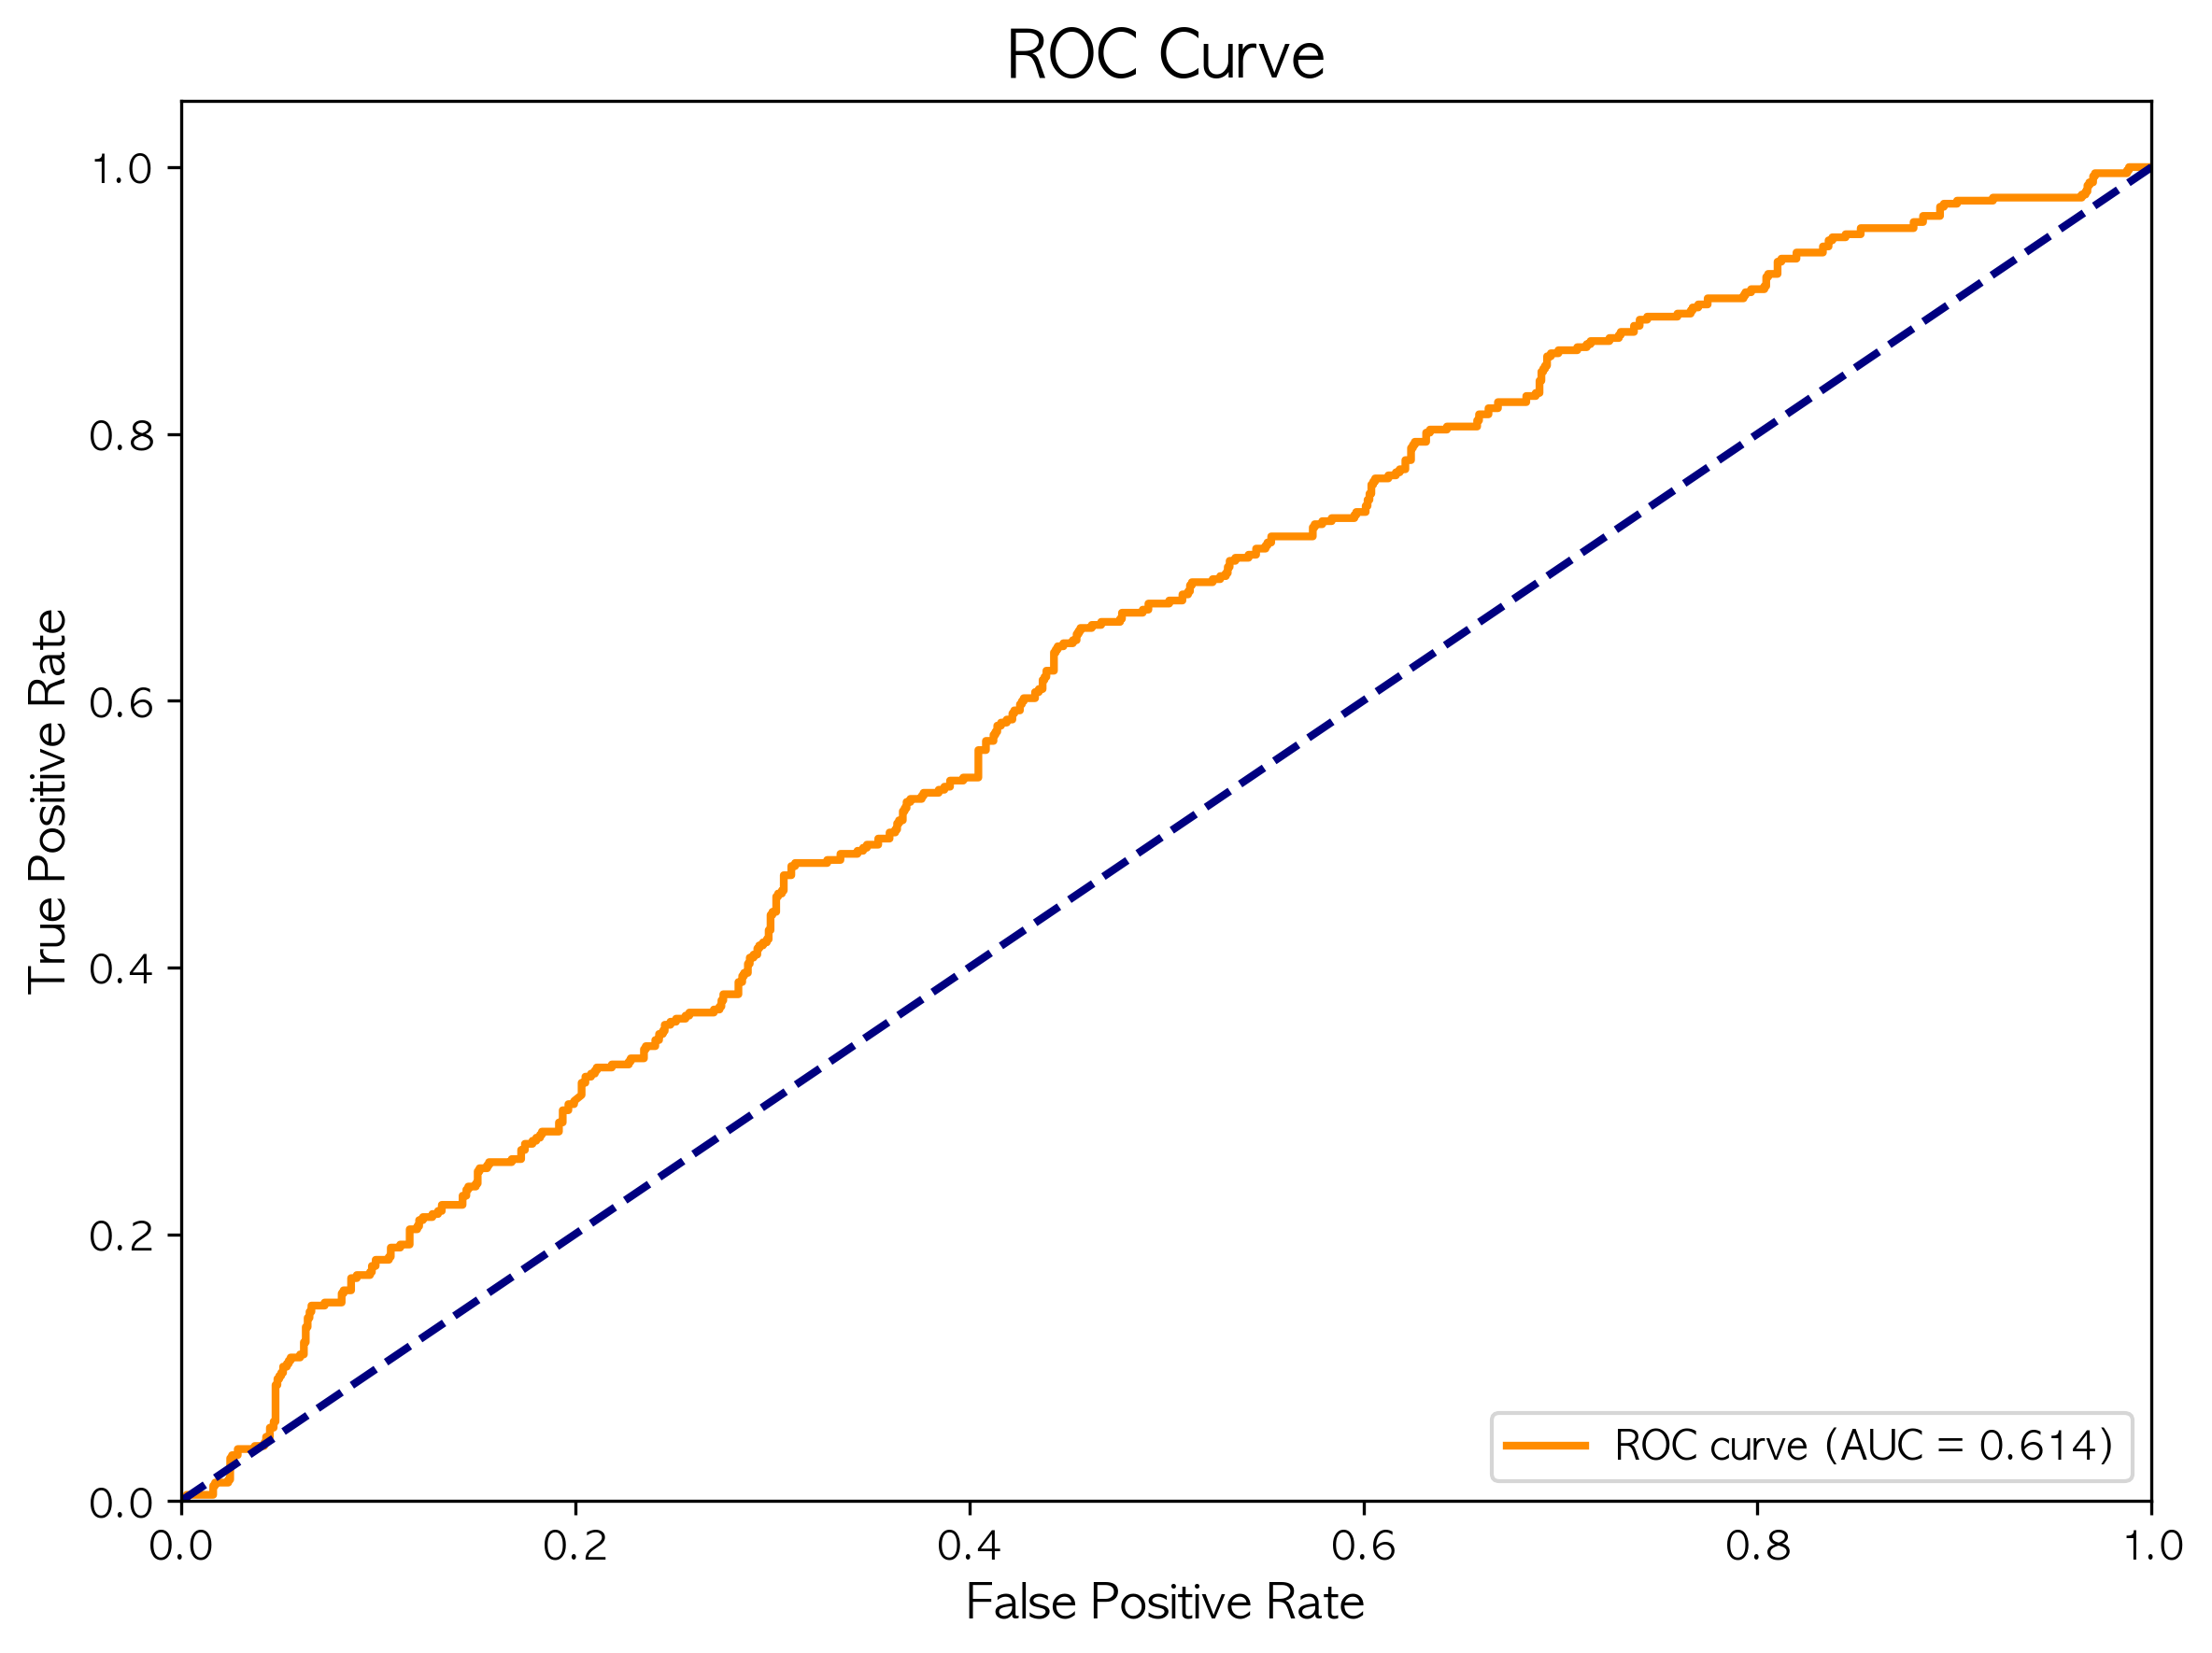 ROC Curve
True Positive Rate
1.0
0.8
0.6
0.4
0.2
0.0
0.0 0.2 0.4 0.6 0.8 1.0
False Positive Rate
ROC curve (AUC = 0.614)